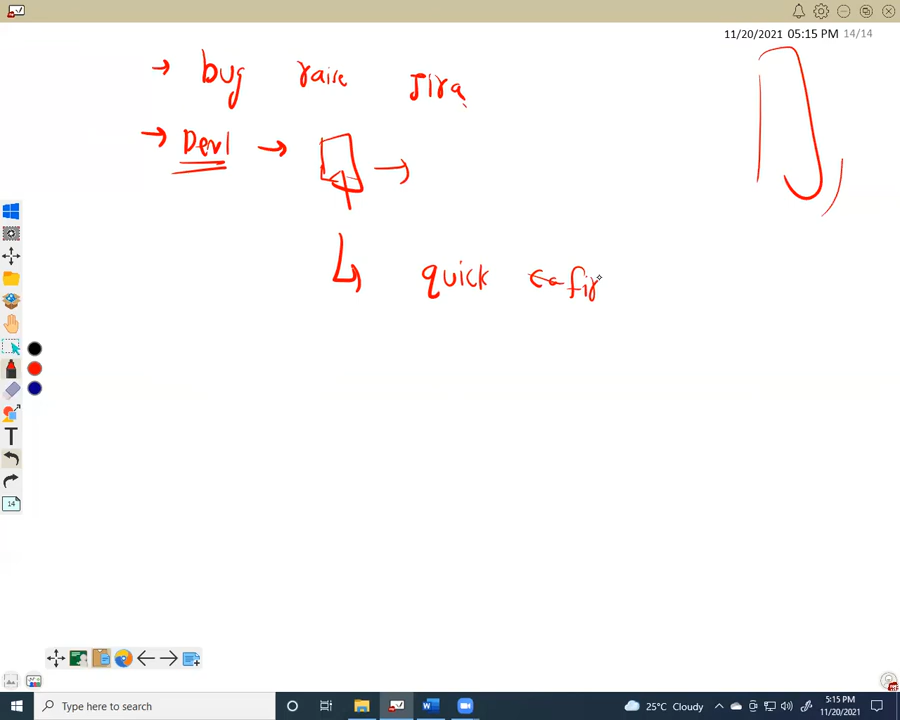 11/20/2021 05:15 PM 14/14
→ bug raise Jira
→ Devl →
quick
T
14
Type here to search
25°C Cloudy
5:15 PM
11/20/2021